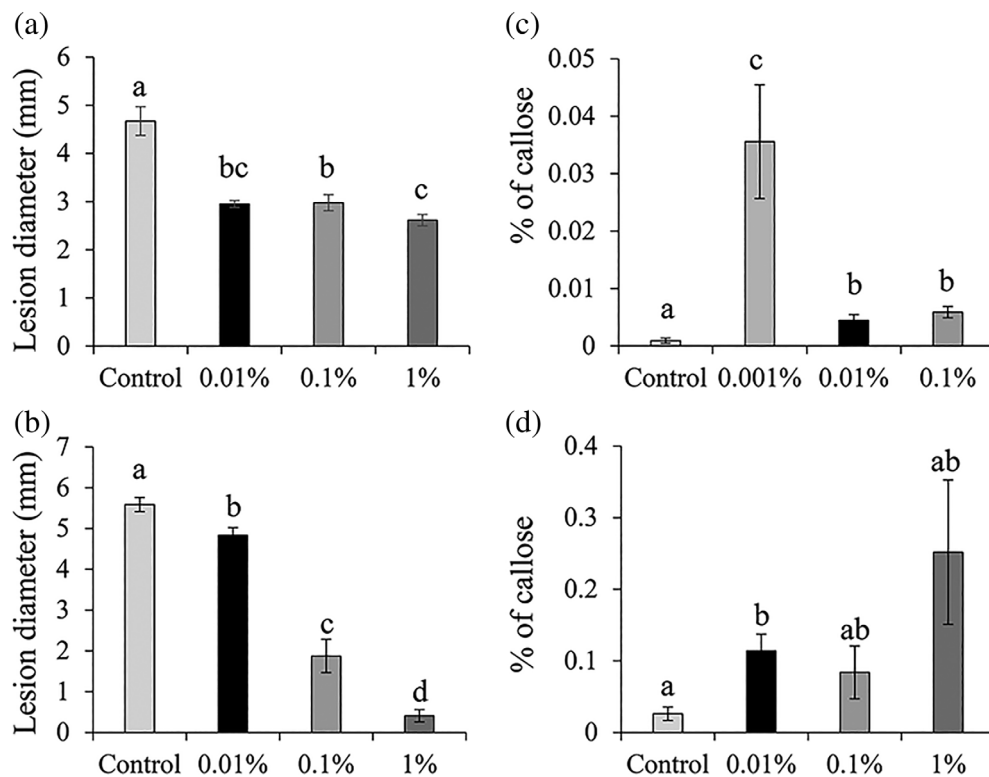 (a)
Lesion diameter (mm)
6
5
4
3
2
1
0
a
bc
b
c
Control 0.01% 0.1% 1%
(c)
% of callose
0.05
0.04
0.03
0.02
0.01
0
a
c
b
b
Control 0.001% 0.01% 0.1%
(b)
Lesion diameter (mm)
7
6
5
4
3
2
1
0
a
b
c
d
Control 0.01% 0.1% 1%
(d)
% of callose
0.4
0.3
0.2
0.1
0
a
b
ab
ab
Control 0.01% 0.1% 1%